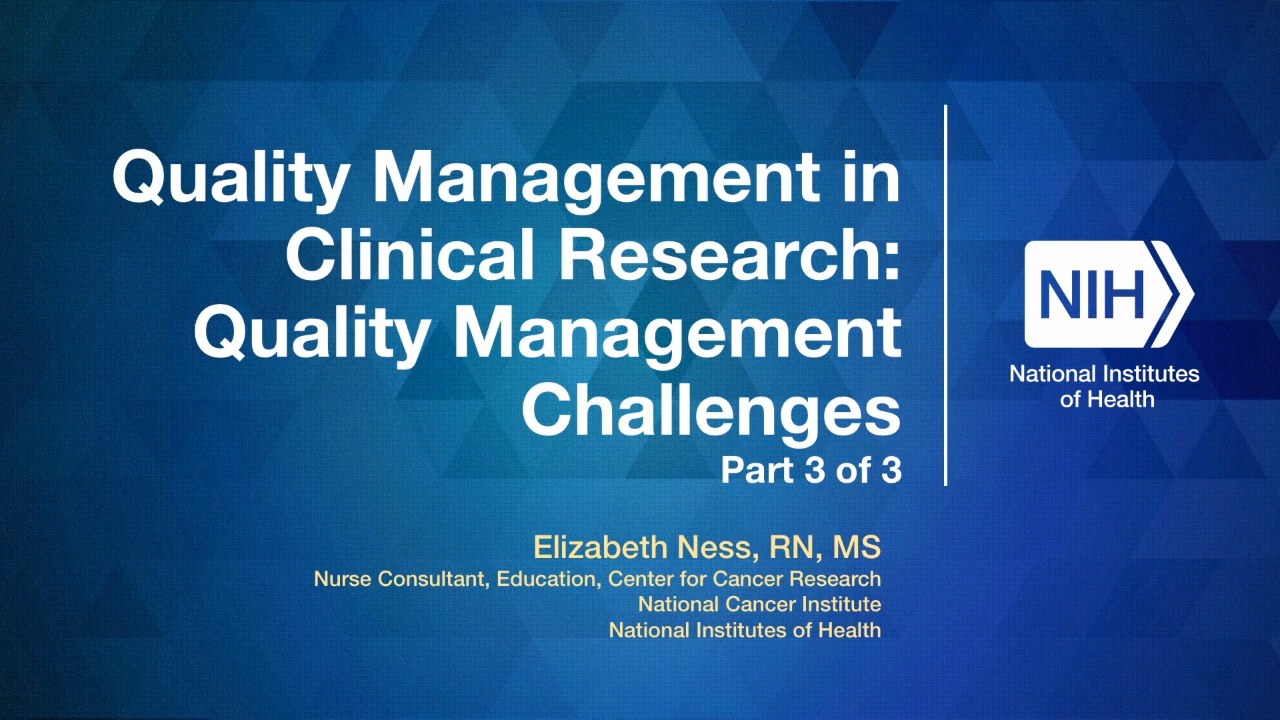 Quality Management in
Clinical Research:
Quality Management
Challenges
Part 3 of 3
Elizabeth Ness, RN, MS
Nurse Consultant, Education, Center for Cancer Research
National Cancer Institute
National Institutes of Health
NIH
National Institutes
of Health